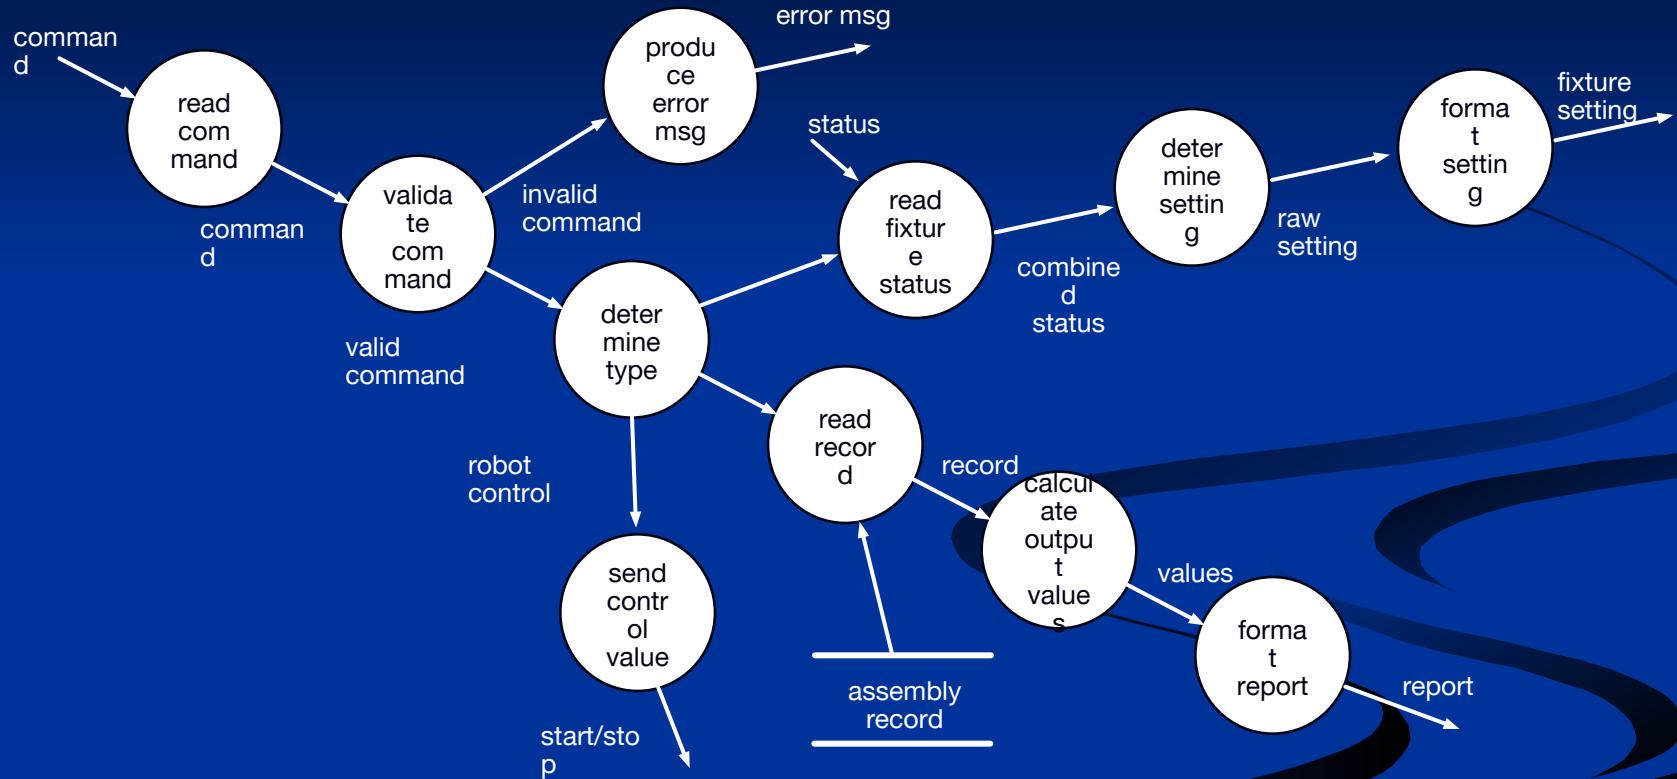 comman
d
read
com
mand
comman
d
valida
te
com
mand
produ
ce
error
msg
error msg
invalid
command
valid
command
deter
mine
type
status
read
fixtur
e
status
combine
d
status
deter
mine
settin
g
raw
setting
forma
t
settin
g
fixture
setting
robot
control
send
contr
ol
value
start/sto
p
read
recor
d
record
assembly
record
calcul
ate
outpu
t
value
s
values
forma
t
report
report